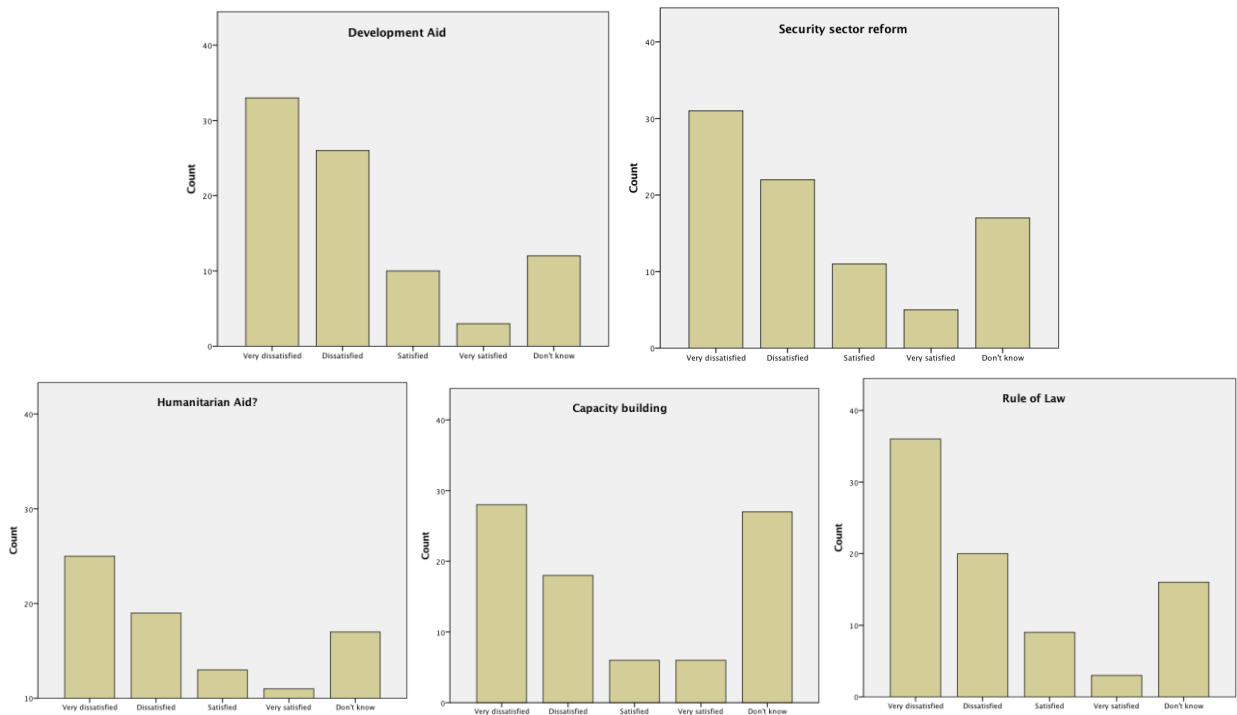 Development Aid
40
30
20
10
0
Count
Very dissatisfied Dissatisfied Satisfied Very satisfied Don't know
Security sector reform
40
30
20
10
0
Count
Very dissatisfied Dissatisfied Satisfied Very satisfied Don't know
Humanitarian Aid?
40
30
20
10
Count
Very dissatisfied Dissatisfied Satisfied Very satisfied Don't know
Capacity building
40
30
20
10
0
Count
Very dissatisfied Dissatisfied Satisfied Very satisfied Don't know
Rule of Law
40
30
20
10
0
Count
Very dissatisfied Dissatisfied Satisfied Very satisfied Don't know